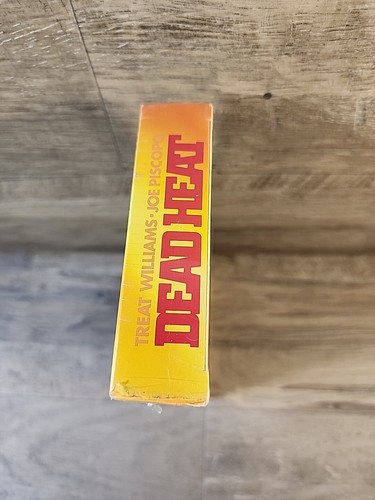 TREAT WILLIAMS • JOE PISCOPO
DEAD HEAT